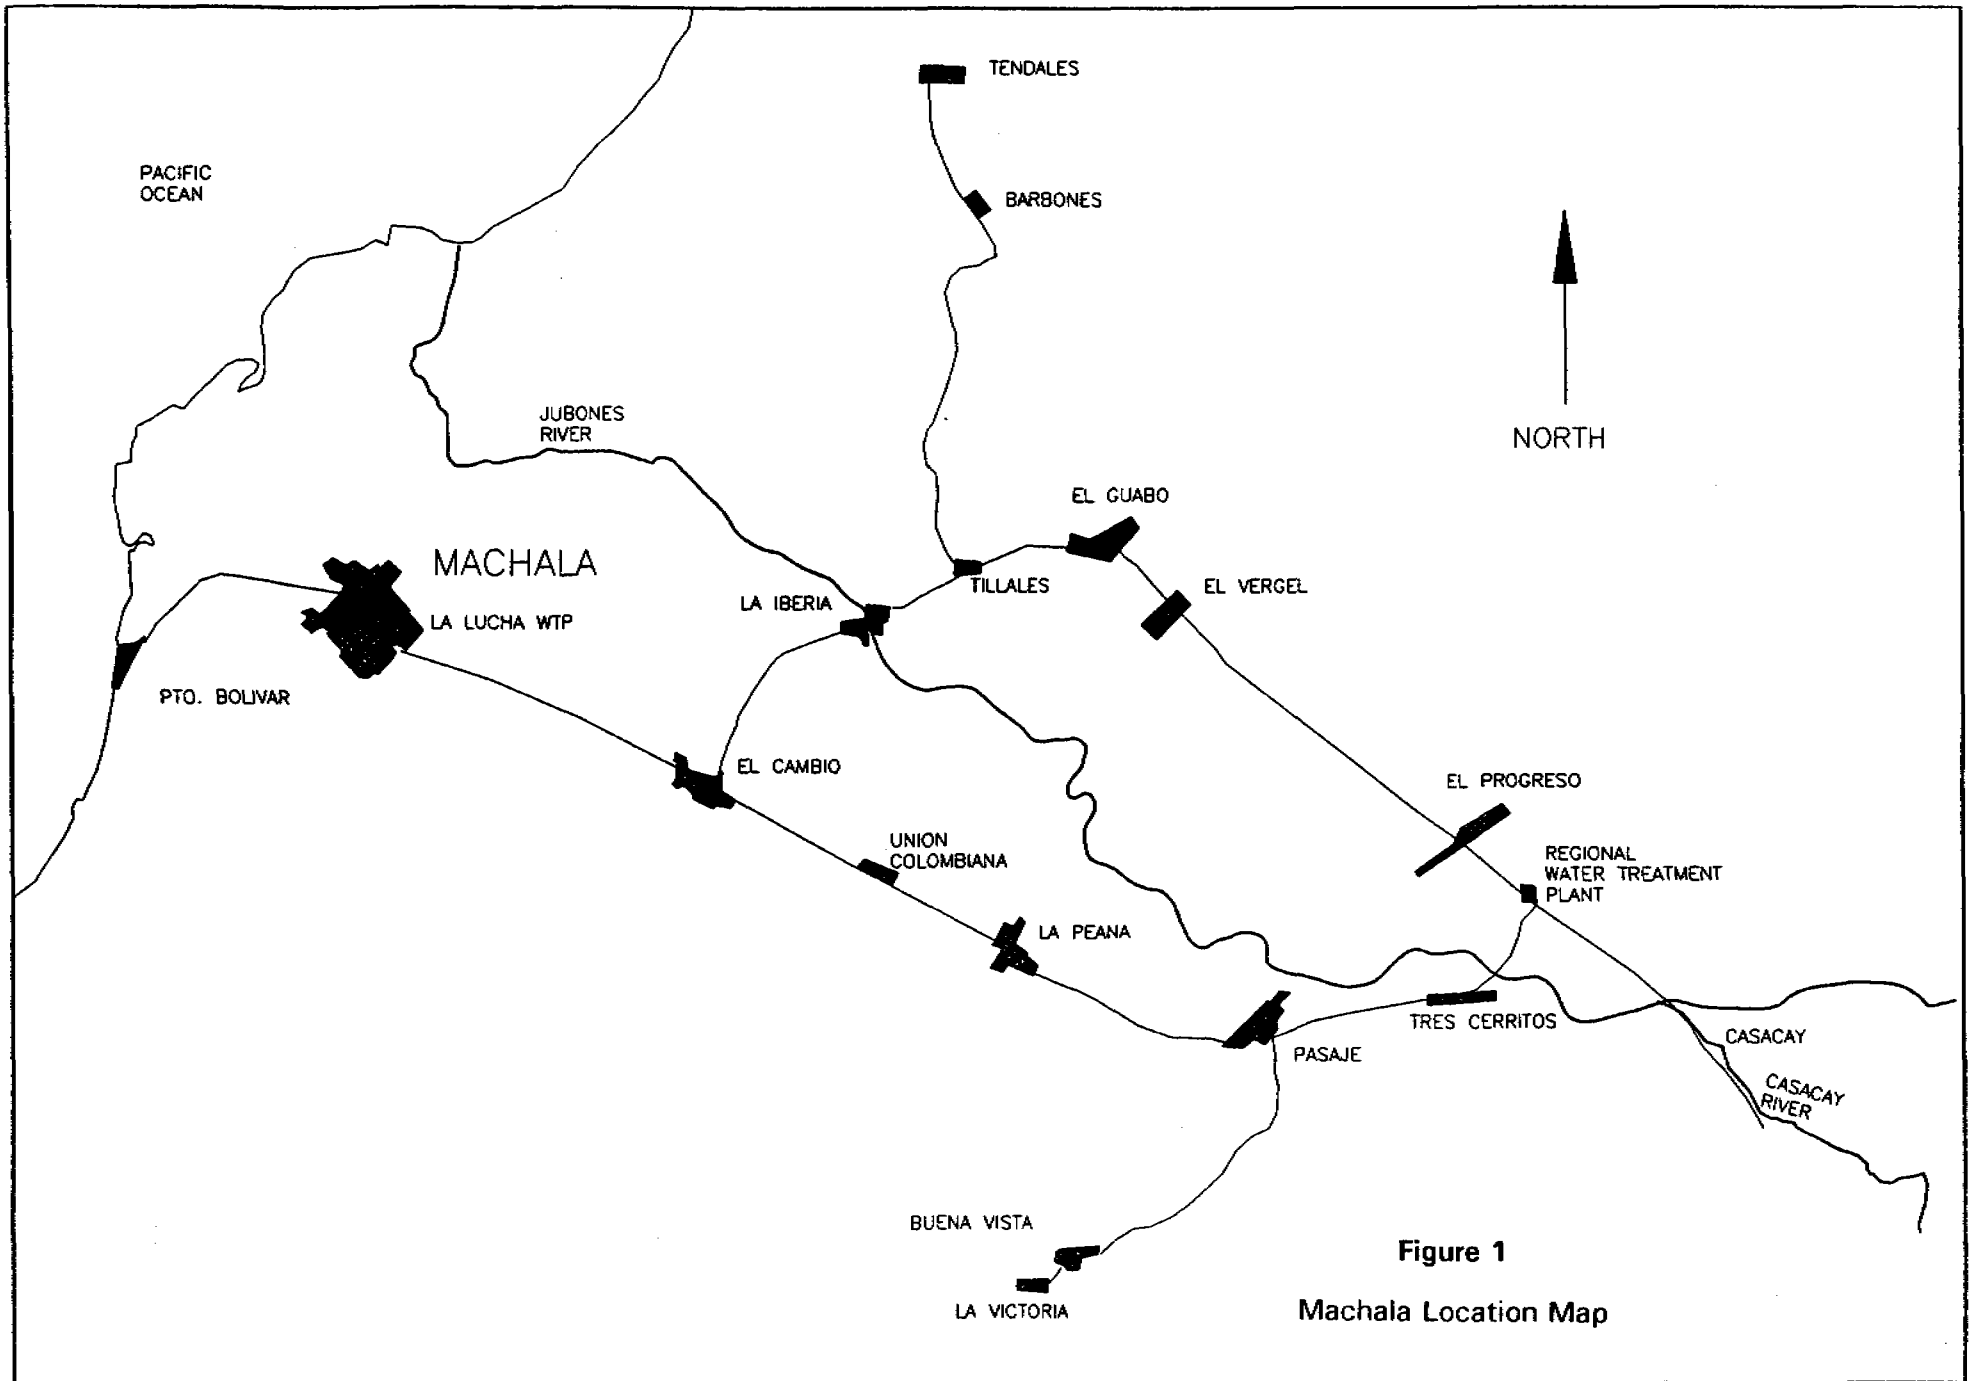 TENDALES
PACIFIC
OCEAN
BARBONES
JUBONES
RIVER
NORTH
EL GUABO
MACHALA
TILLALES
EL VERGEL
LA IBERIA
LA LUCHA WTP
PTO. BOLIVAR
EL CAMBIO
EL PROGRESO
UNION
COLOMBIANA
REGIONAL
WATER TREATMENT
PLANT
LA PEANA
TRES CERRITOS
CASACAY
PASAJE
CASACAY
RIVER
BUENA VISTA
LA VICTORIA
Figure 1
Machala Location Map